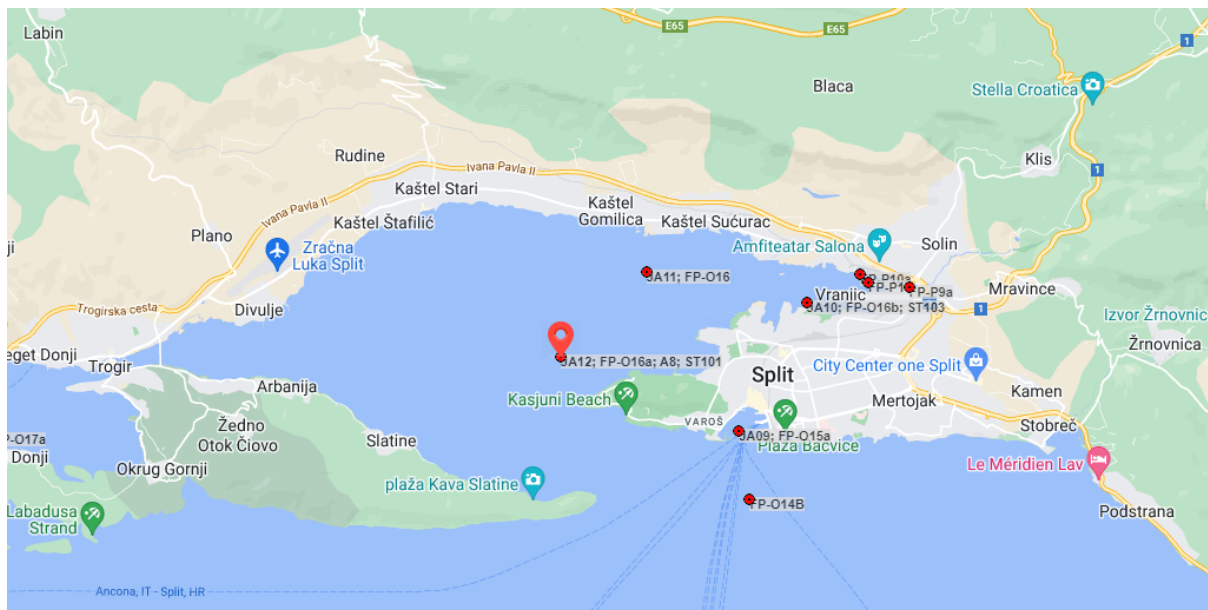 Labin
E65
E65
1
Blaca
Stella Croatica
Rudine
Ivana Pavla II
Klis
1
Kaštel Stari
Kaštel
Gomilica
Kaštel Sućurac
Kaštel Štafilić
Ivana Pavla II
Plano
Zračna
Luka Split
Amfiteatar Salona
Solin
JA11; FP-O16
FP-P9a
Vranjic
Mravince
JA10; FP-O16b; ST103
1
Izvor Žrnovnice
Trogirska cesta
Divulje
Žrnovnica
Trogir
JA12; FP-O16a; A8; ST101
Split
City Center one Split
Arbanija
Kasjuni Beach
Kamen
Mertojak
VAROŠ
Žedno
Otok Čiovo
Slatine
JA09; FP-O15a
Plaža Bačvice
Stobreč
Donji
Okrug Gornji
Le Méridien Lav
plaža Kava Slatine
FP-O14B
Labadusa
Strand
Podstrana
Ancona, IT - Split, HR